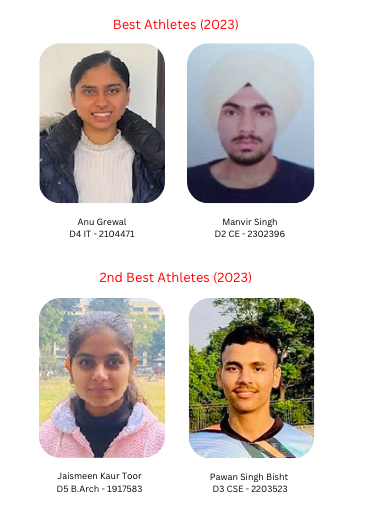 Best Athletes (2023)
Anu Grewal
D4 IT - 2104471
Manvir Singh
D2 CE - 2302396
2nd Best Athletes (2023)
Jaismeen Kaur Toor
D5 B.Arch - 1917583
Pawan Singh Bisht
D3 CSE - 2203523